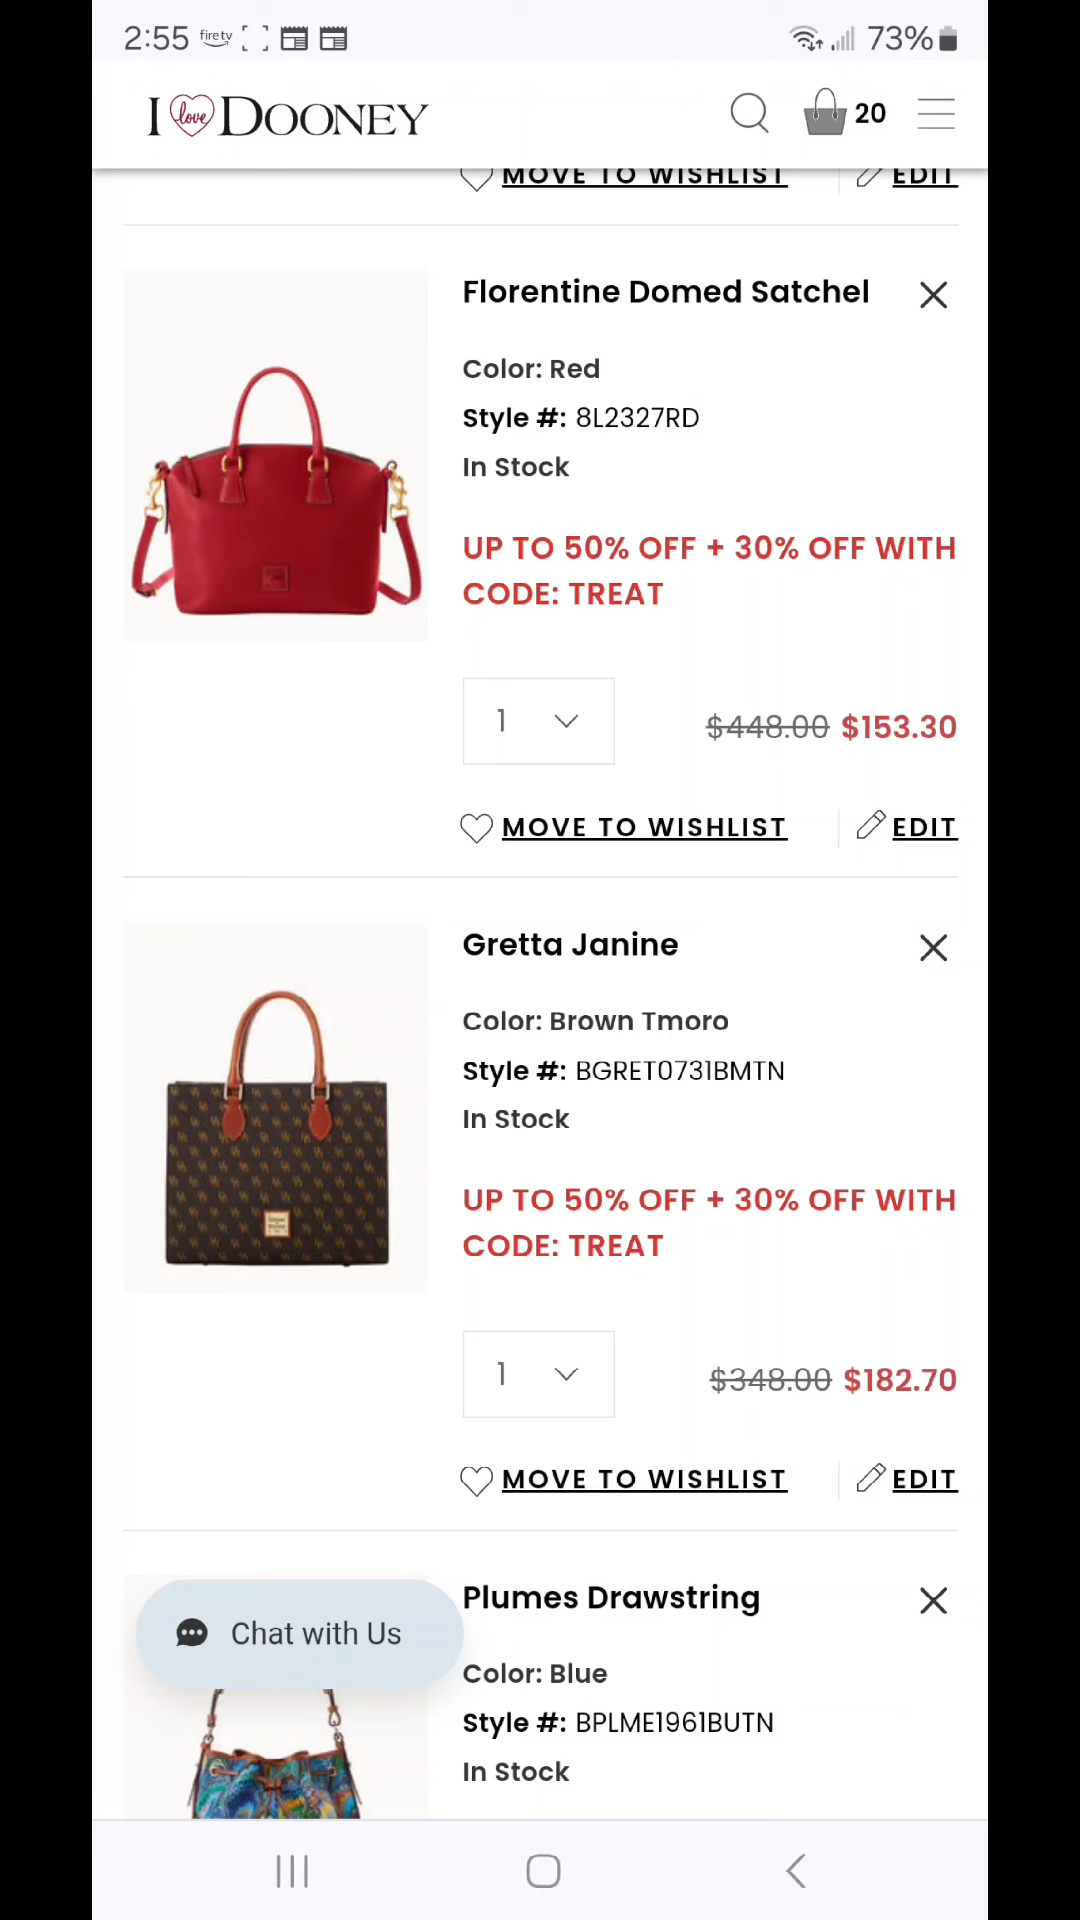 2:55 firetv 73%
I love DOONEY 20
MOVE TO WISHLIST EDIT
Florentine Domed Satchel
Color: Red
Style #: 8L2327RD
In Stock
UP TO 50% OFF + 30% OFF WITH
CODE: TREAT
1 $448.00 $153.30
MOVE TO WISHLIST EDIT
Gretta Janine
Color: Brown Tmoro
Style #: BGRET0731BMTN
In Stock
UP TO 50% OFF + 30% OFF WITH
CODE: TREAT
1 $348.00 $182.70
MOVE TO WISHLIST EDIT
Plumes Drawstring
Chat with Us
Color: Blue
Style #: BPLME1961BUTN
In Stock